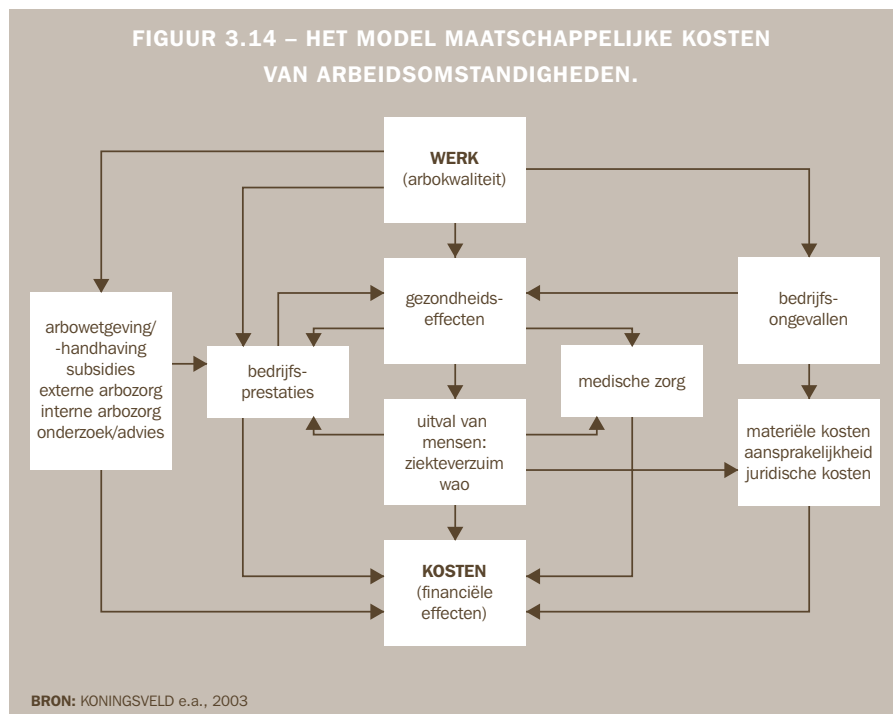 FIGUUR 3.14 – HET MODEL MAATSCHAPPELIJKE KOSTEN
VAN ARBEIDSOMSTANDIGHEDEN.
WERK
(arbokwaliteit)
gezondheids-
effecten
bedrijfs-
ongevallen
arbowetgeving/
-handhaving
subsidies
externe arbozorg
interne arbozorg
onderzoek/advies
bedrijfs-
prestaties
medische zorg
uitval van
mensen:
ziekteverzuim
wao
materiële kosten
aansprakelijkheid
juridische kosten
KOSTEN
(financiële
effecten)
BRON: KONINGSVELD e.a., 2003